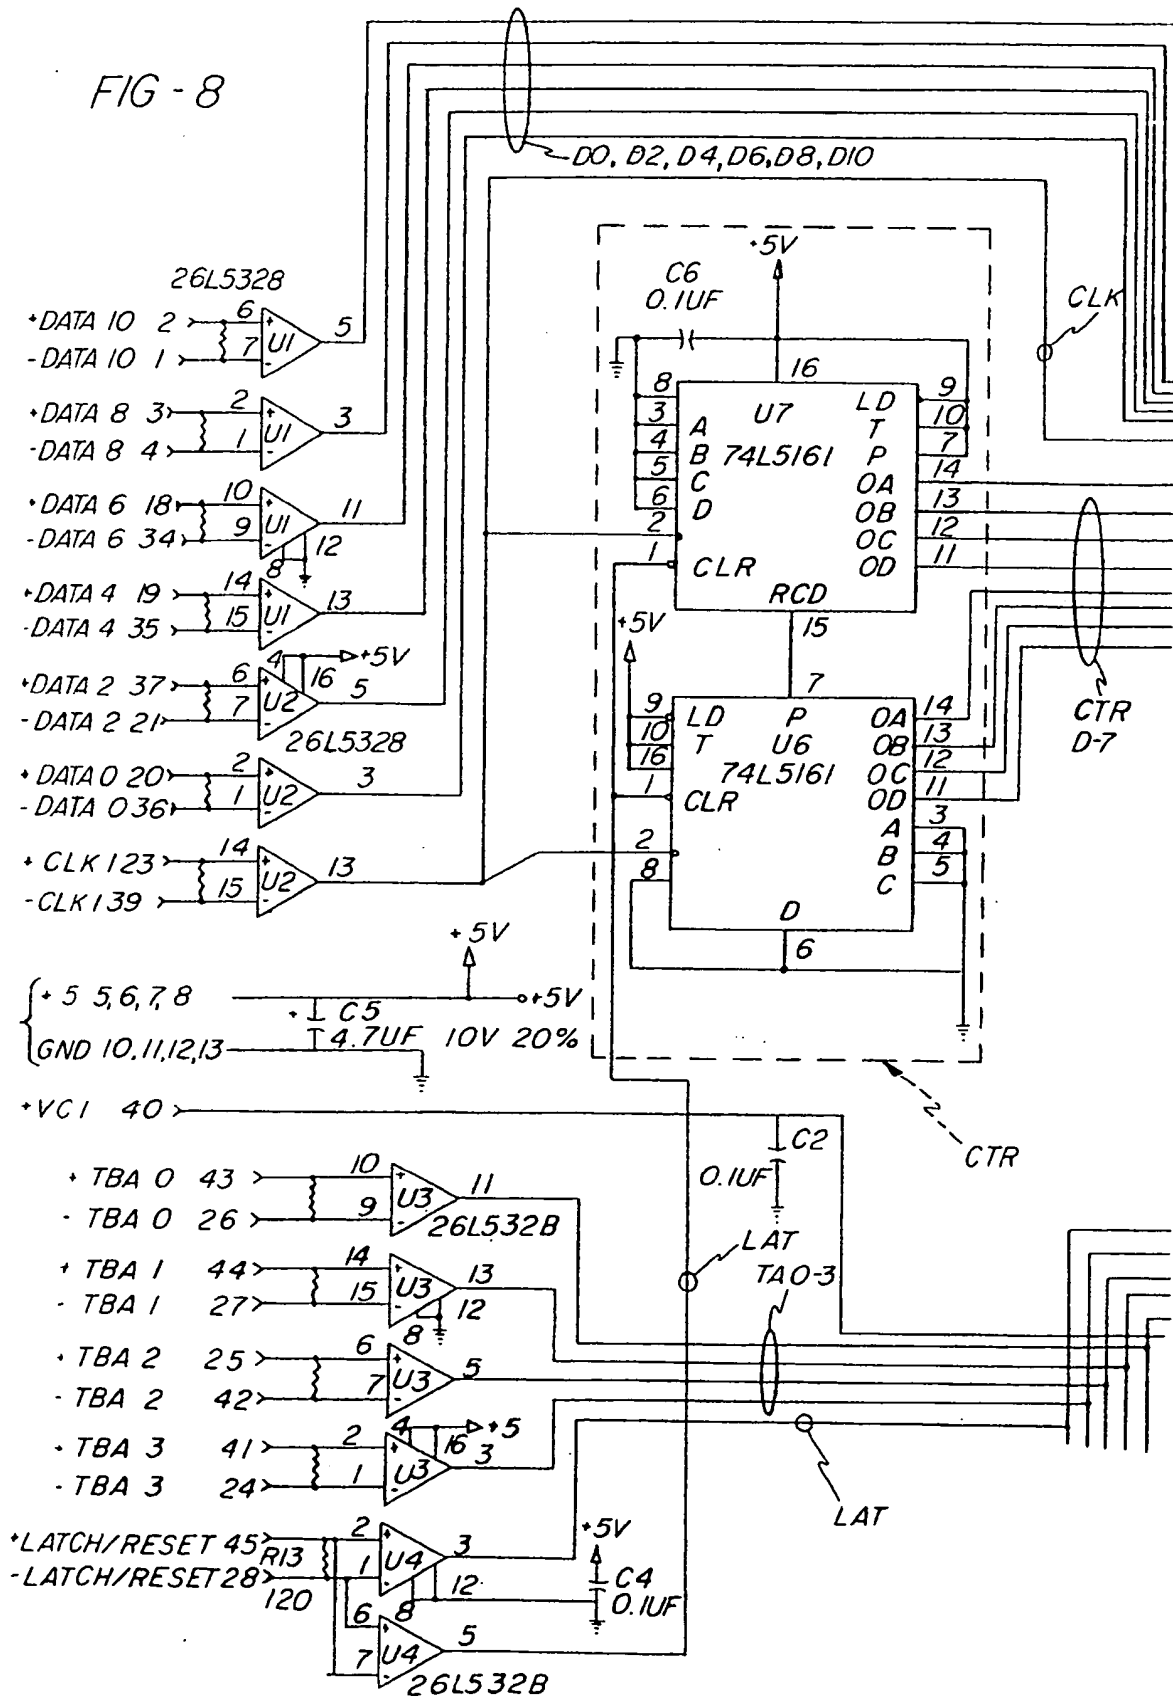 FIG - 8
D0, D2, D4, D6, D8, D10
26L5328
+DATA 10 2
6
5
-DATA 10 1
7
U1
+DATA 8 3
2
3
-DATA 8 4
1
U1
+DATA 6 18
10
11
-DATA 6 34
9
U1
8
12
+DATA 4 19
14
13
-DATA 4 35
15
U1
4
16
+5V
+DATA 2 37
6
5
-DATA 2 21
7
U2
26L5328
+DATA 0 20
2
3
-DATA 0 36
1
U2
+CLK 1 23
14
13
-CLK 1 39
15
U2
+5V
C6
0.1UF
CLK
16
8
U7
LD
9
3
A
T
10
4
B
74L5161
P
7
5
C
OA
14
6
D
OB
13
2
OC
12
1
CLR
OD
11
RCD
15
+5V
7
9
LD
P
OA
14
10
T
U6
OB
13
16
74L5161
OC
12
1
CLR
OD
11
A
3
2
B
4
8
C
5
D
6
CTR
D-7
+5V
+ 5 5,6,7,8
+5V
+
C5
GND 10,11,12,13
4.7UF 10V 20%
+VC1 40
C2
0.1UF
CTR
+ TBA 0 43
10
11
- TBA 0 26
9
U3
26L532B
+ TBA 1 44
14
13
- TBA 1 27
15
U3
8
12
LAT
TA0-3
+ TBA 2 25
6
5
- TBA 2 42
7
U3
4
16
+5
+ TBA 3 41
2
3
- TBA 3 24
1
U3
LAT
+LATCH/RESET 45
R13
2
3
-LATCH/RESET 28
120
1
U4
8
12
+5V
C4
0.1UF
6
5
7
U4
26L532B